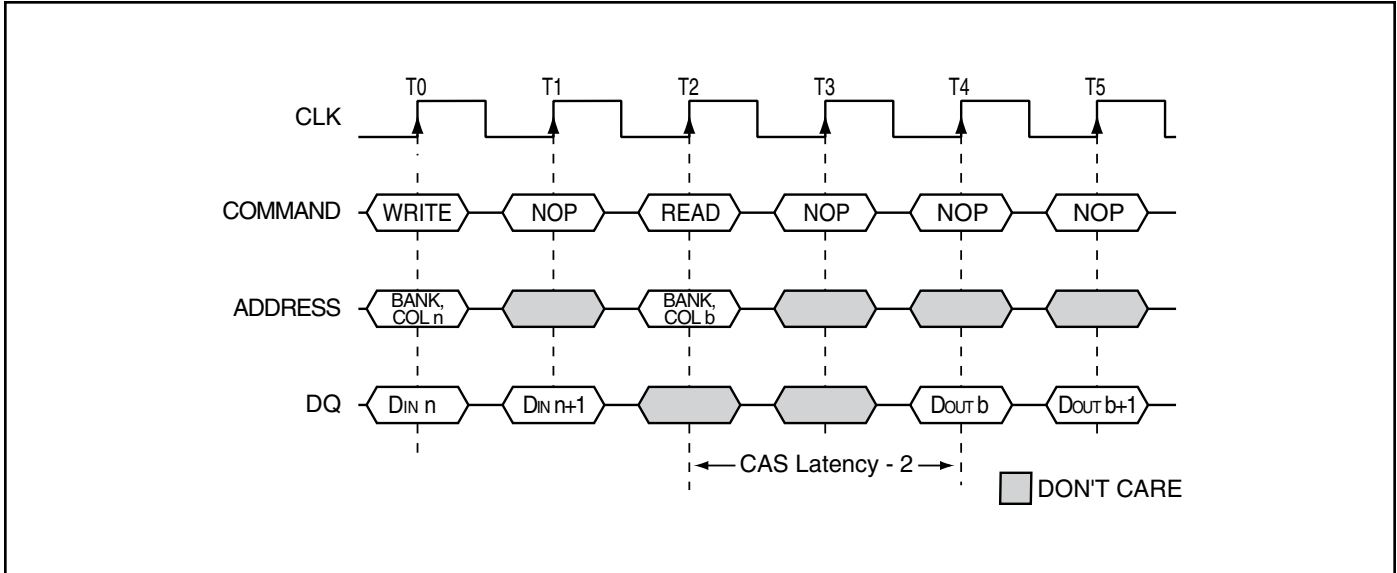 T0 T1 T2 T3 T4 T5
CLK
COMMAND WRITE NOP READ NOP NOP NOP
ADDRESS BANK, COL n BANK, COL b
DQ DIN n DIN n+1 DOUT b DOUT b+1
CAS Latency - 2
DON'T CARE